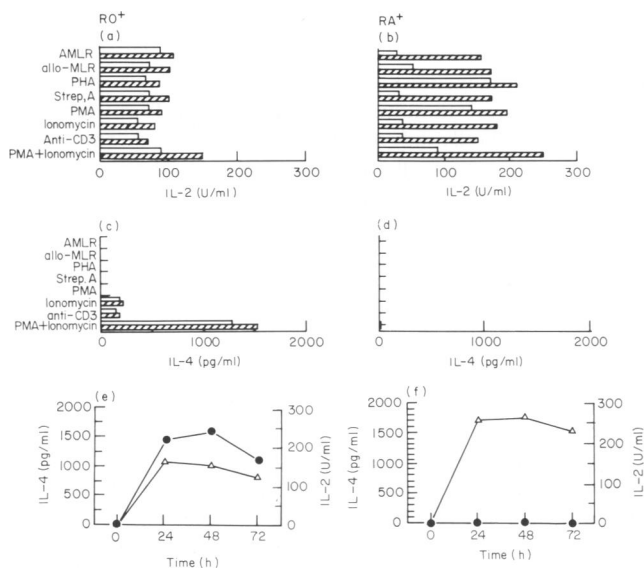 RO+
RA+
(a)
(b)
AMLR
allo-MLR
PHA
Strep,A
PMA
Ionomycin
Anti-CD3
PMA+Ionomycin
0 100 200 300
IL-2 (U/ml)
0 100 200 300
IL-2 (U/ml)
(c)
(d)
AMLR
allo-MLR
PHA
Strep. A
PMA
Ionomycin
anti-CD3
PMA+Ionomycin
0 1000 2000
IL-4 (pg/ml)
0 1000 2000
IL-4 (pg/ml)
(e)
IL-4 (pg/ml)
2000
1500
1000
500
0
300
200
100
0
IL-2 (U/ml)
0 24 48 72
Time (h)
(f)
IL-4 (pg/ml)
2000
1500
1000
500
0
300
200
100
0
IL-2 (U/ml)
0 24 48 72
Time (h)